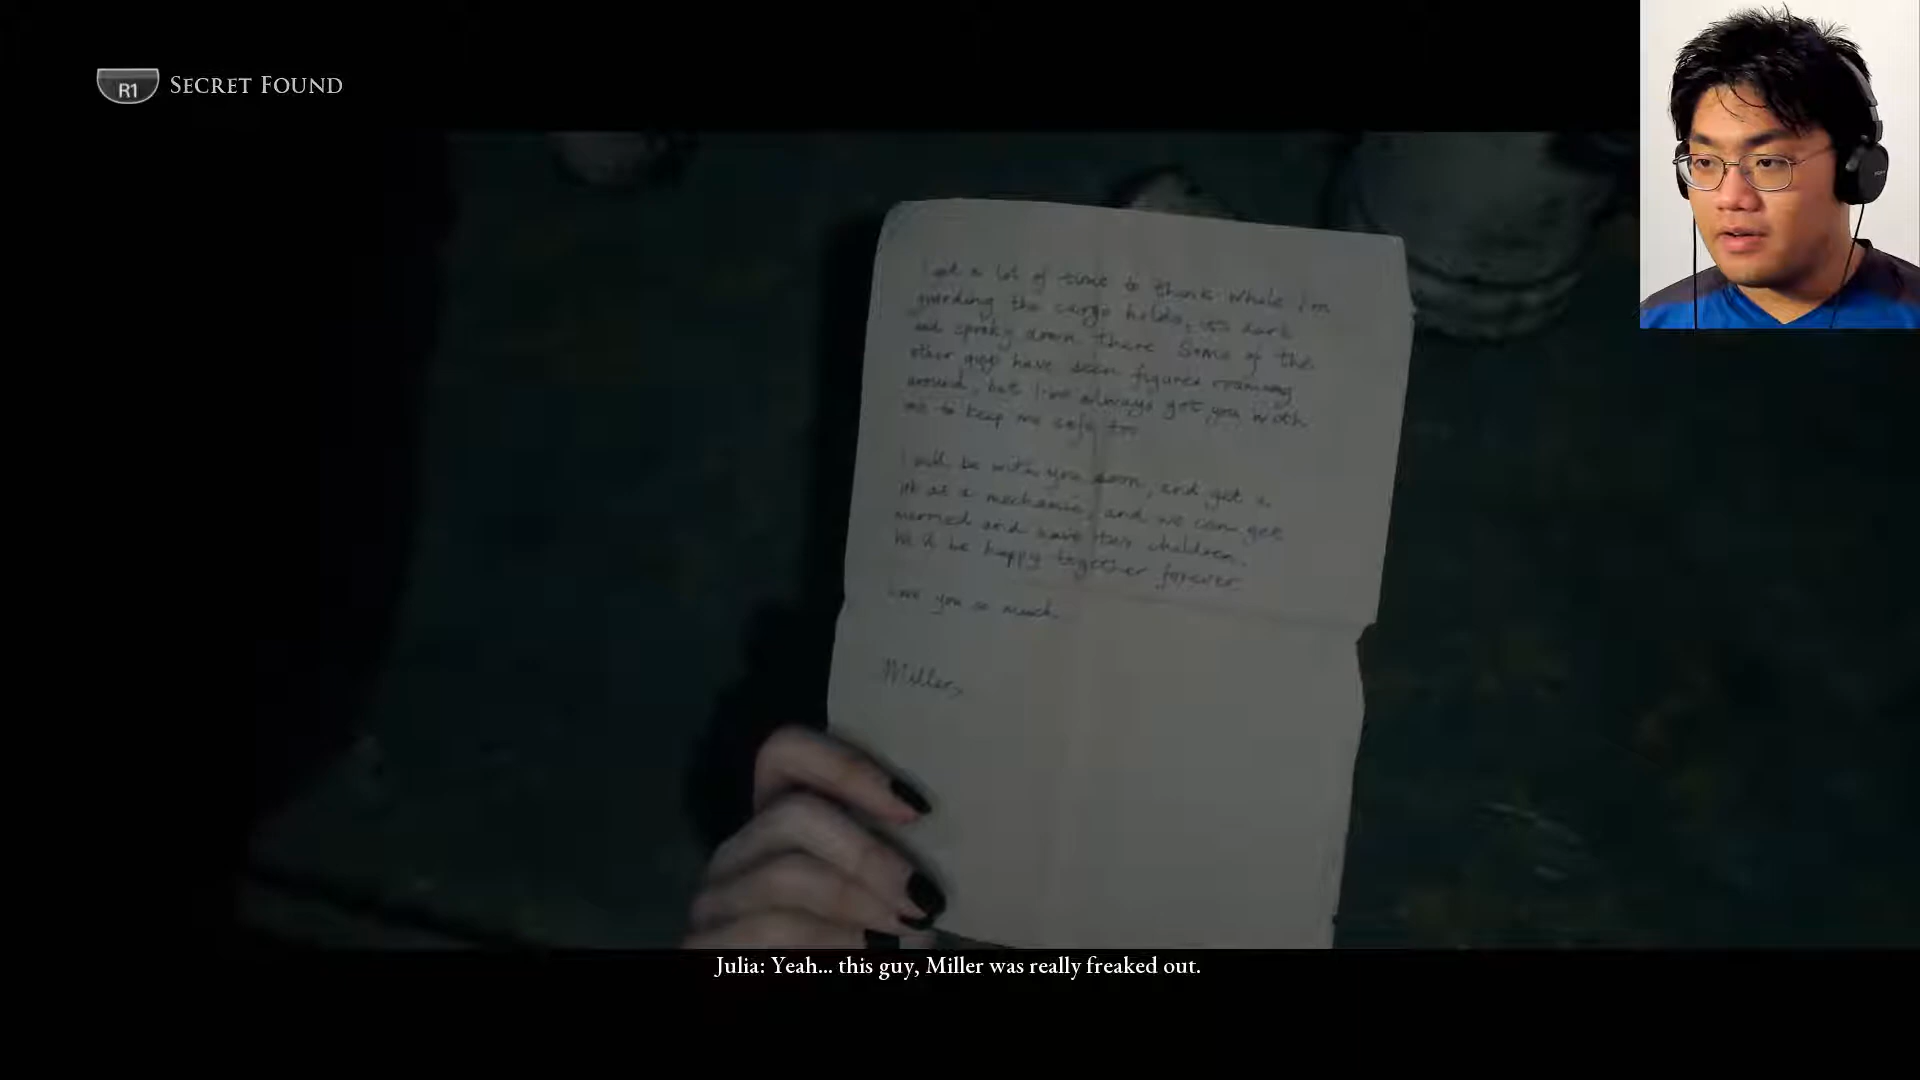 R1 SECRET FOUND
I get a lot of time to think while I'm
guarding the cargo holds, it's dark
and spooky down there. Some of the
other guys have seen figures roaming
around, but I've always got you with
me to keep me safe too.
I will be with you soon, and get a
job as a mechanic, and we can get
married and have two children.
We'll be happy together forever.
Love you so much.
Miller,
Julia: Yeah... this guy, Miller was really freaked out.